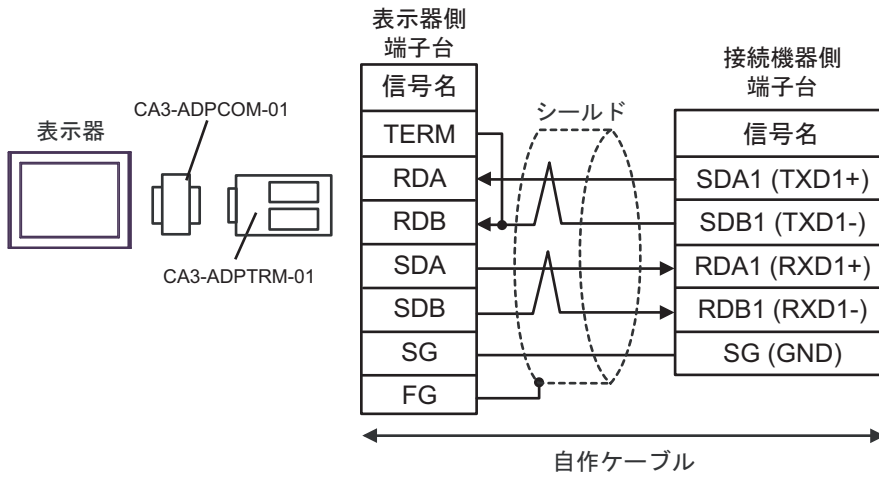 表示器側
端子台
接続機器側
端子台
表示器
CA3-ADPCOM-01
CA3-ADPTRM-01
シールド
信号名
TERM
RDA
RDB
SDA
SDB
SG
FG
信号名
SDA1 (TXD1+)
SDB1 (TXD1-)
RDA1 (RXD1+)
RDB1 (RXD1-)
SG (GND)
自作ケーブル